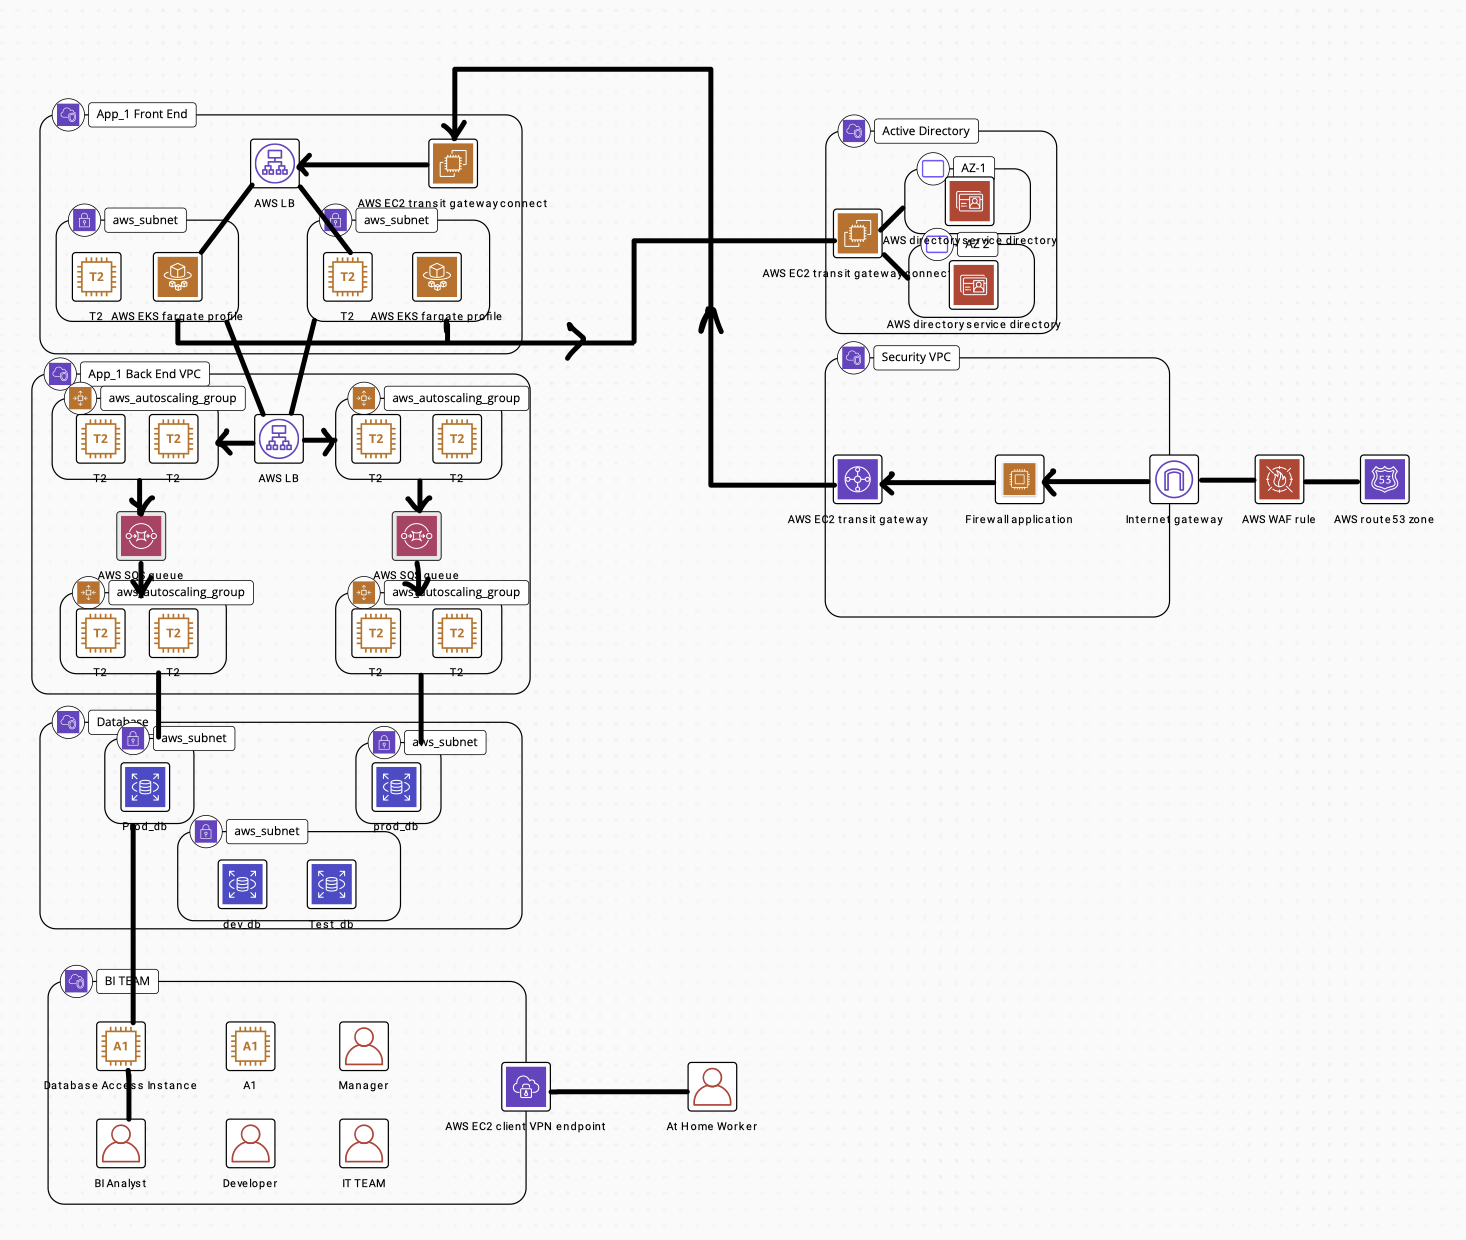 App_1 Front End
AWS LB
AWS EC2 transit gateway connect
aws_subnet
aws_subnet
T2
T2
T2
AWS EKS fargate profile
T2
AWS EKS fargate profile
Active Directory
AZ-1
AWS directory service directory
AZ 2
AWS EC2 transit gateway connect
AWS directory service directory
App_1 Back End VPC
aws_autoscaling_group
aws_autoscaling_group
T2
T2
T2
T2
T2
T2
AWS LB
T2
T2
AWS SQS queue
AWS SQS queue
aws_autoscaling_group
aws_autoscaling_group
T2
T2
T2
T2
T2
T2
T2
T2
Security VPC
53
AWS EC2 transit gateway
Firewall application
Internet gateway
AWS WAF rule
AWS route53 zone
Database
aws_subnet
aws_subnet
Prod_db
prod_db
aws_subnet
dev_db
Test_db
BI TEAM
A1
A1
Database Access Instance
A1
Manager
BI Analyst
Developer
IT TEAM
AWS EC2 client VPN endpoint
At Home Worker